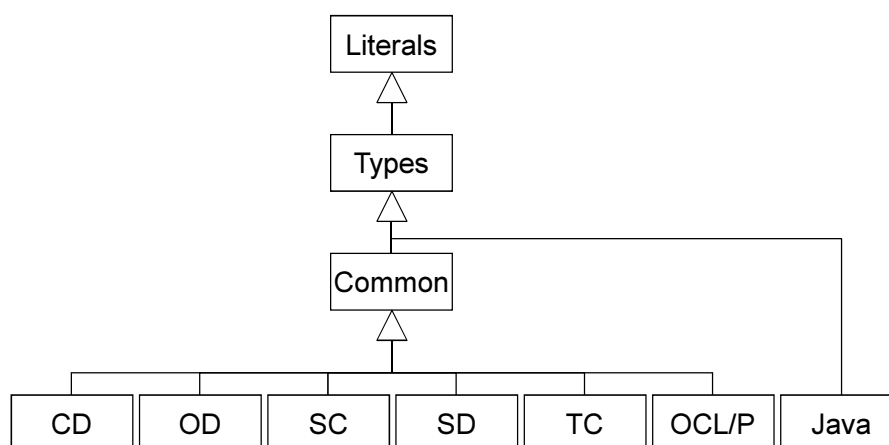 Literals
Types
Common
CD
OD
SC
SD
TC
OCL/P
Java